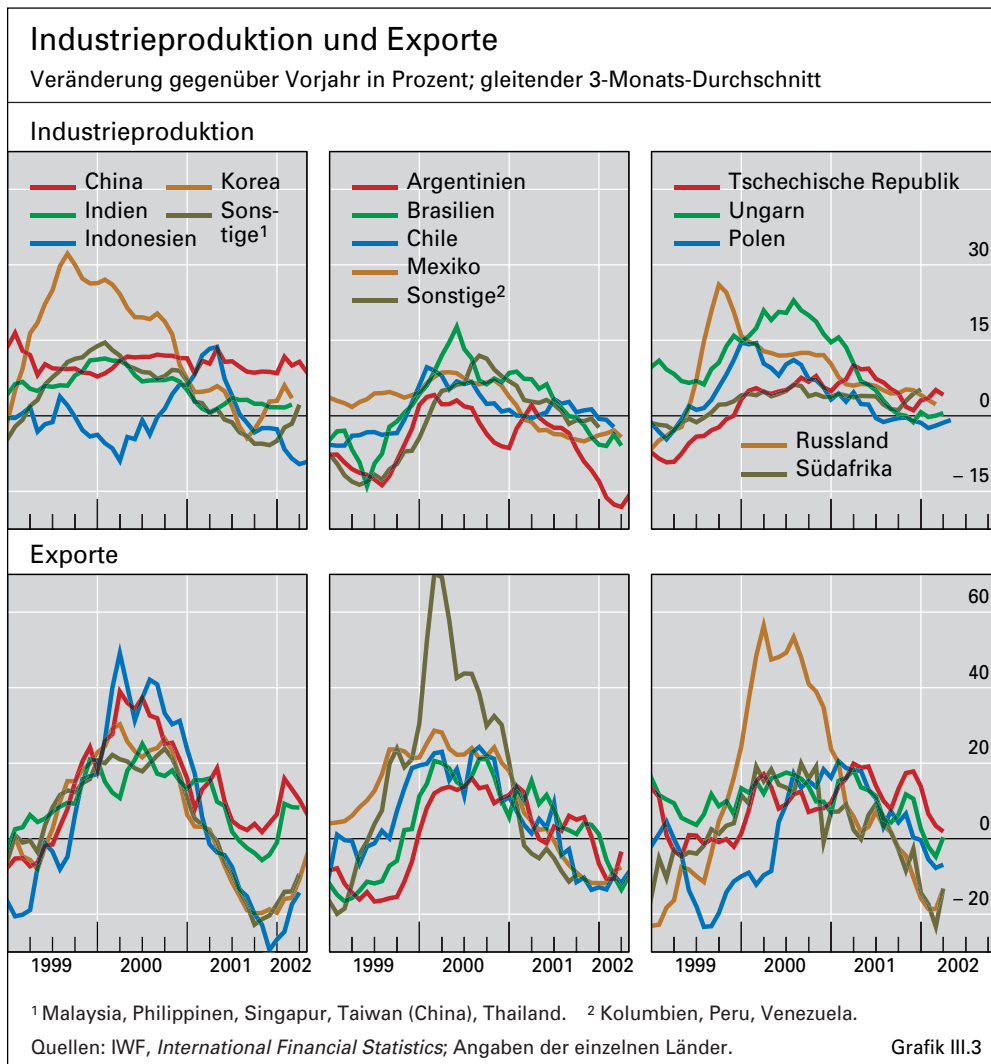 Industrieproduktion und Exporte
Veränderung gegenüber Vorjahr in Prozent; gleitender 3-Monats-Durchschnitt
Industrieproduktion
China
Indien
Indonesien
Korea
Sons-
tige¹
Argentinien
Brasilien
Chile
Mexiko
Sonstige²
Tschechische Republik
Ungarn
Polen
30
15
0
Russland
Südafrika
– 15
Exporte
60
40
20
0
– 20
1999 2000 2001 2002
1999 2000 2001 2002
1999 2000 2001 2002
¹ Malaysia, Philippinen, Singapur, Taiwan (China), Thailand. ² Kolumbien, Peru, Venezuela.
Quellen: IWF, International Financial Statistics; Angaben der einzelnen Länder. Grafik III.3